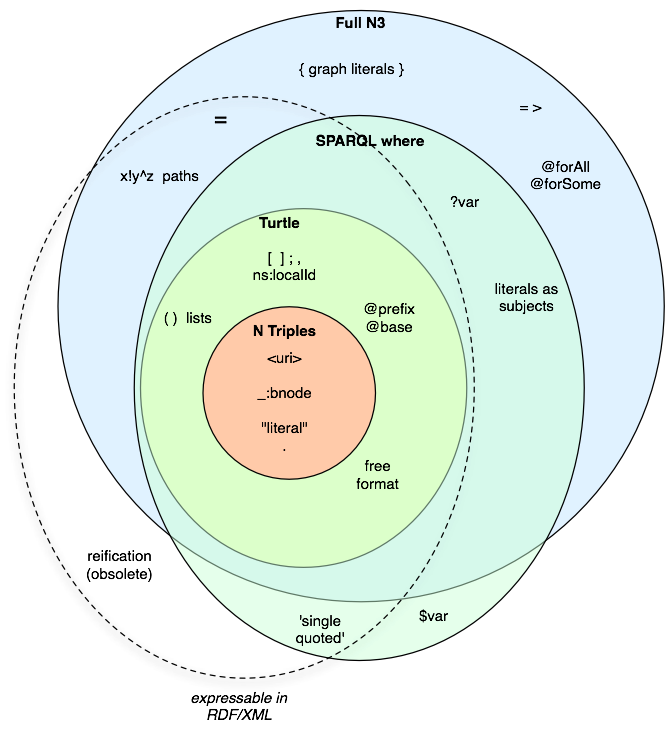 Full N3
{ graph literals }
= >
=
SPARQL where
x!y^z paths
@forAll
@forSome
?var
Turtle
[ ] ; ,
ns:localId
literals as
subjects
( ) lists
@prefix
@base
N Triples
<uri>
_:bnode
"literal"
.
free
format
reification
(obsolete)
'single
quoted'
$var
expressable in
RDF/XML